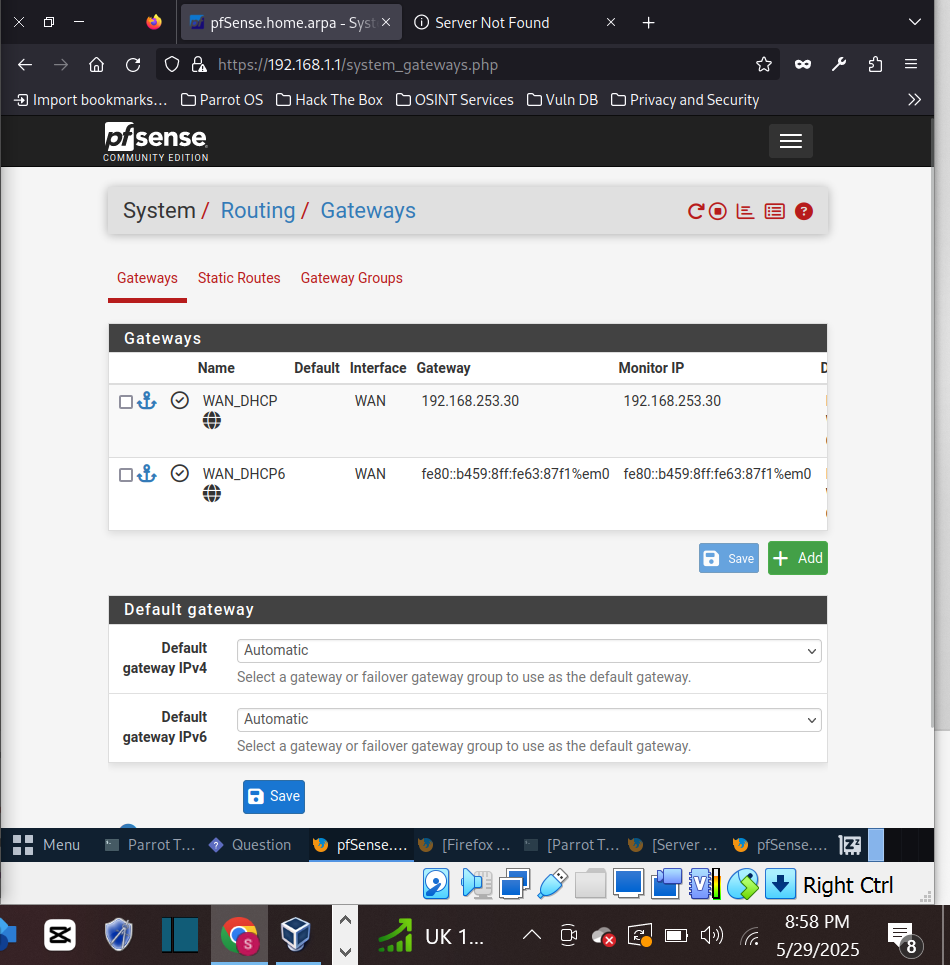 pfSense.home.arpa - Syst
Server Not Found
https://192.168.1.1/system_gateways.php
Import bookmarks… Parrot OS Hack The Box OSINT Services Vuln DB Privacy and Security
pfsense
COMMUNITY EDITION
System / Routing / Gateways
Gateways Static Routes Gateway Groups
Gateways
Name Default Interface Gateway Monitor IP
WAN_DHCP WAN 192.168.253.30 192.168.253.30
WAN_DHCP6 WAN fe80::b459:8ff:fe63:87f1%em0 fe80::b459:8ff:fe63:87f1%em0
Save + Add
Default gateway
Default
gateway IPv4
Automatic
Select a gateway or failover gateway group to use as the default gateway.
Default
gateway IPv6
Automatic
Select a gateway or failover gateway group to use as the default gateway.
Save
Menu Parrot T… Question pfSense.… [Firefox … [Parrot T… [Server … pfSense.…
Right Ctrl
UK 1...
8:58 PM
5/29/2025
8